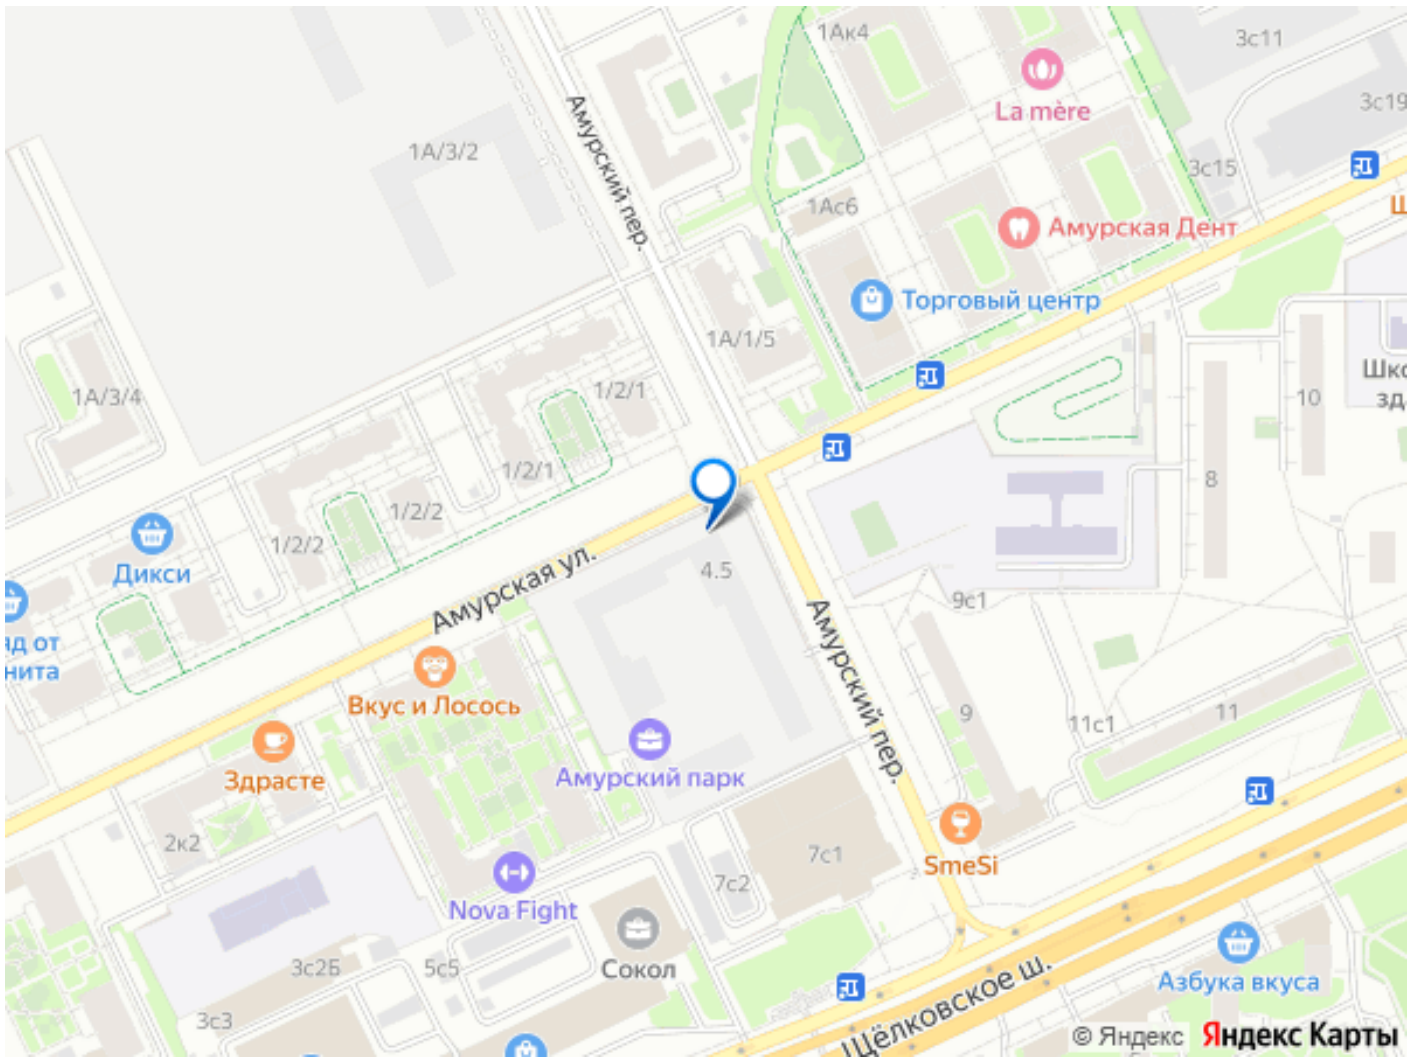 1Ак4
3с11
La mère
3с19
Амурский пер.
1А/3/2
3с15
1Ас6
Амурская Дент
Торговый центр
1А/1/5
1А/3/4
1/2/1
10
1/2/1
8
1/2/2
1/2/2
Дикси
4.5
Амурская ул.
9с1
яд от
нита
Вкус и Лосось
Амурский пер.
9
11с1
11
Здрасте
Амурский парк
2к2
7с1
SmeSi
7с2
Nova Fight
3с2Б
5с5
Сокол
Щёлковское ш.
Азбука вкуса
3с3
© Яндекс Яндекс Карты